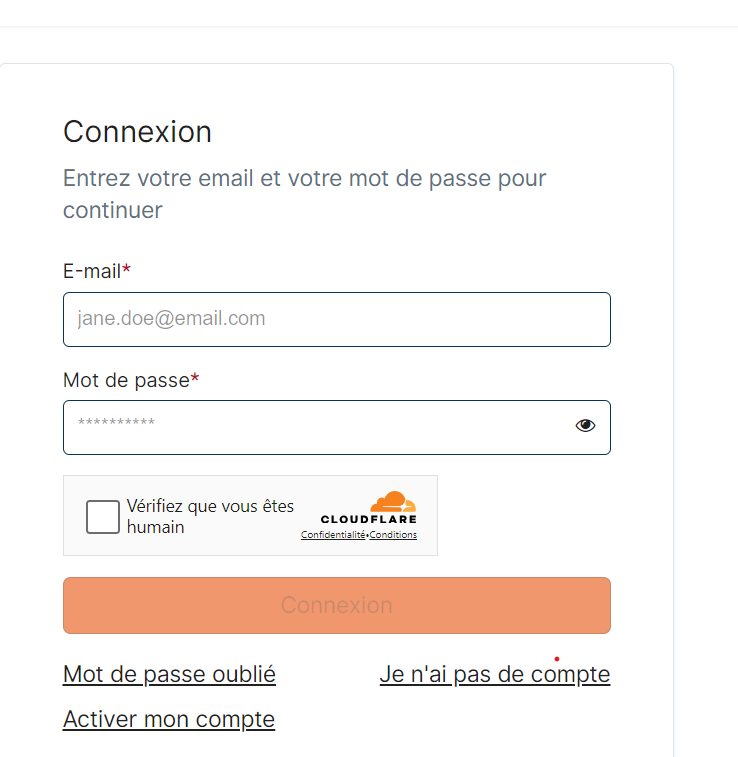 Connexion
Entrez votre email et votre mot de passe pour
continuer
E-mail*
jane.doe@email.com
Mot de passe*
**********
Vérifiez que vous êtes
humain
CLOUDFLARE
Confidentialité•Conditions
Connexion
Mot de passe oublié
Je n'ai pas de compte
Activer mon compte